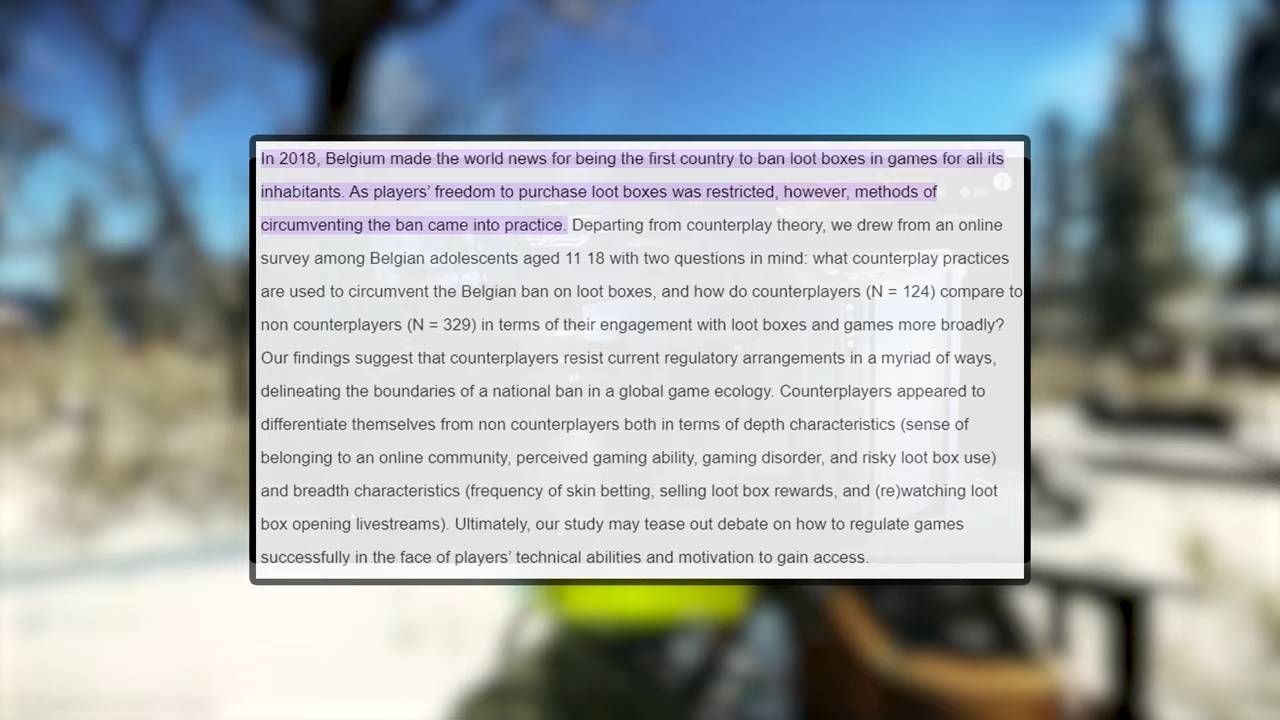 In 2018, Belgium made the world news for being the first country to ban loot boxes in games for all its
inhabitants. As players’ freedom to purchase loot boxes was restricted, however, methods of
circumventing the ban came into practice. Departing from counterplay theory, we drew from an online
survey among Belgian adolescents aged 11 18 with two questions in mind: what counterplay practices
are used to circumvent the Belgian ban on loot boxes, and how do counterplayers (N = 124) compare to
non counterplayers (N = 329) in terms of their engagement with loot boxes and games more broadly?
Our findings suggest that counterplayers resist current regulatory arrangements in a myriad of ways,
delineating the boundaries of a national ban in a global game ecology. Counterplayers appeared to
differentiate themselves from non counterplayers both in terms of depth characteristics (sense of
belonging to an online community, perceived gaming ability, gaming disorder, and risky loot box use)
and breadth characteristics (frequency of skin betting, selling loot box rewards, and (re)watching loot
box opening livestreams). Ultimately, our study may tease out debate on how to regulate games
successfully in the face of players’ technical abilities and motivation to gain access.